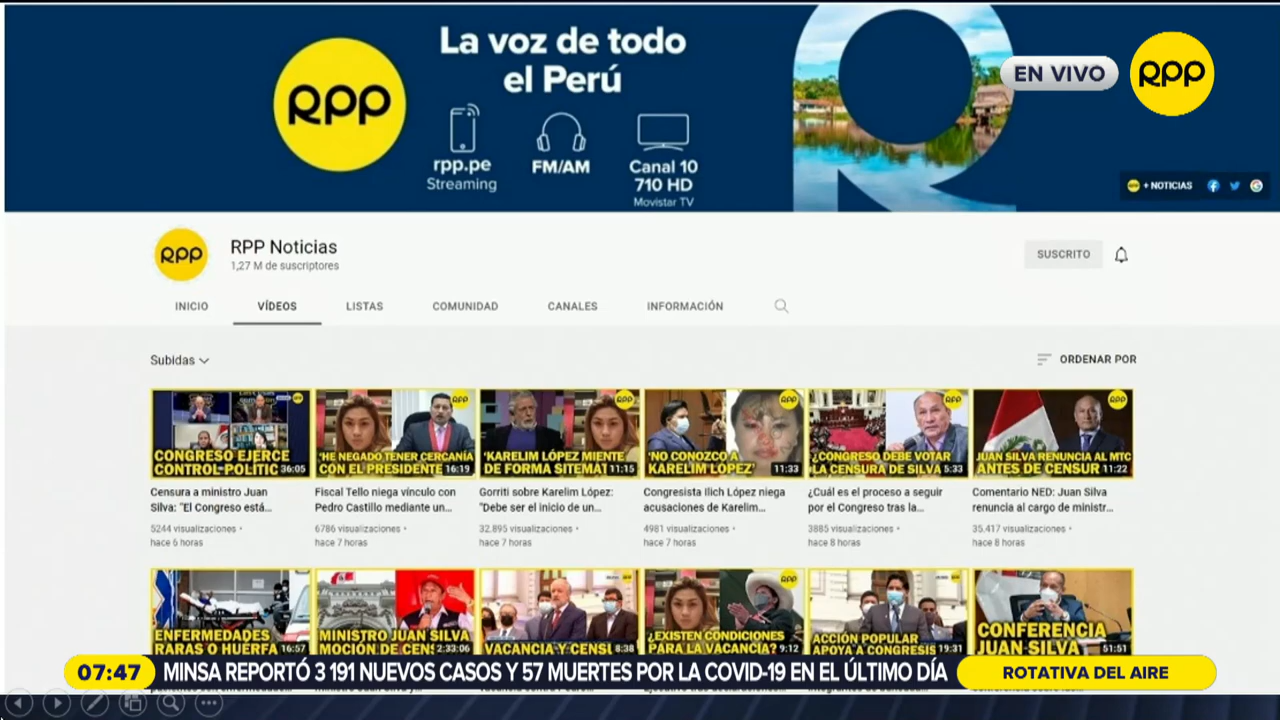 La voz de todo
el Perú
RPP
rpp.pe
Streaming
FM/AM
Canal 10
710 HD
Movistar TV
EN VIVO
RPP
+ NOTICIAS
RPP
RPP Noticias
1,27 M de suscriptores
SUSCRITO
INICIO
VÍDEOS
LISTAS
COMUNIDAD
CANALES
INFORMACIÓN
Subidas
ORDENAR POR
CONGRESO EJERCE
CONTROL POLÍTIC
36:05
RPP
'HE NEGADO TENER CERCANÍA
CON EL PRESIDENTE
16:19
RPP
'KARELIM LÓPEZ MIENTE
DE FORMA SISTEMÁT
11:15
RPP
'NO CONOZCO A
KARELIM LÓPEZ'
11:33
RPP
¿CONGRESO DEBE VOTAR
LA CENSURA DE SILVA
5:33
RPP
JUAN SILVA RENUNCIA AL MTC
ANTES DE CENSUR
11:22
Censura a ministro Juan
Silva: "El Congreso está...
5244 visualizaciones •
hace 6 horas
Fiscal Tello niega vínculo con
Pedro Castillo mediante un...
6786 visualizaciones •
hace 7 horas
Gorriti sobre Karelim López:
"Debe ser el inicio de un...
32.895 visualizaciones •
hace 7 horas
Congresista Ilich López niega
acusaciones de Karelim...
4981 visualizaciones •
hace 7 horas
¿Cuál es el proceso a seguir
por el Congreso tras la...
3885 visualizaciones •
hace 8 horas
Comentario NED: Juan Silva
renuncia al cargo de ministr...
35.417 visualizaciones •
hace 8 horas
ENFERMEDADES
RARAS O HUÉRFA
16:57
MINISTRO JUAN SILVA
MOCIÓN DE CENS
2:33:06
VACANCIA Y CENSU
8:38
RPP
¿EXISTEN CONDICIONES
PARA LA VACANCIA?
9:12
ACCIÓN POPULAR
APOYA A CONGRESIS
19:31
CONFERENCIA
JUAN SILVA
51:51
07:47
MINSA REPORTÓ 3 191 NUEVOS CASOS Y 57 MUERTES POR LA COVID-19 EN EL ÚLTIMO DÍA
ROTATIVA DEL AIRE